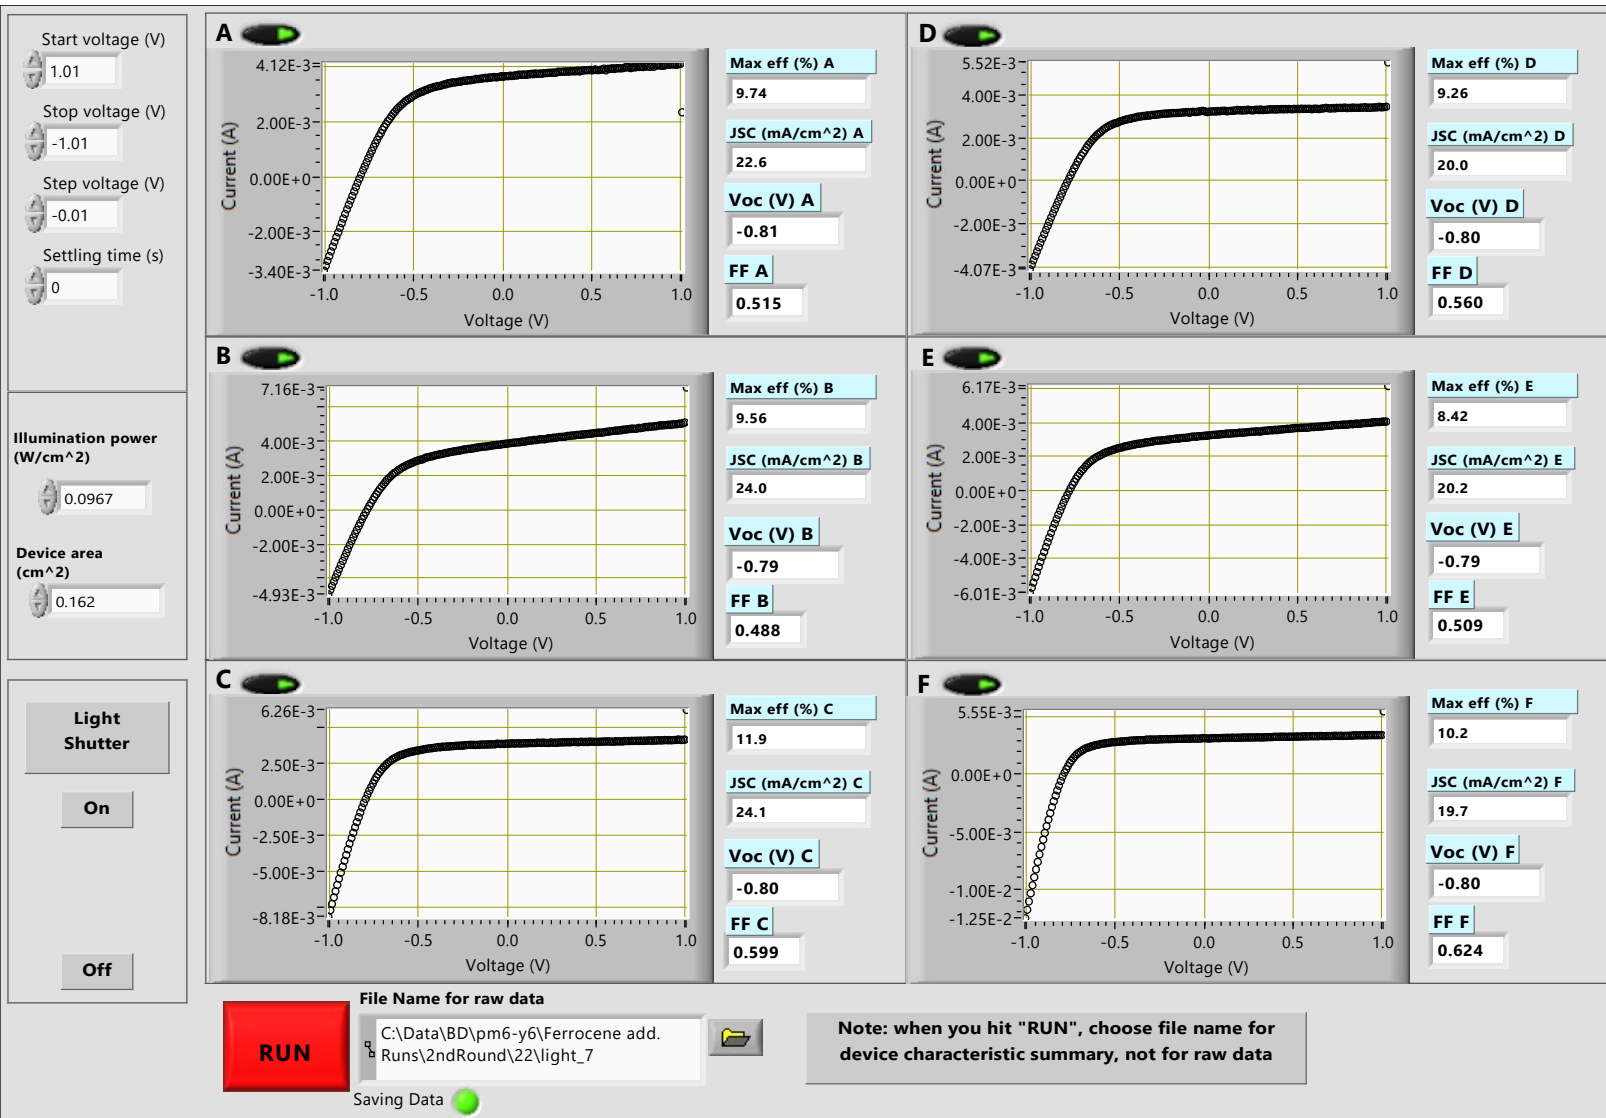 Start voltage (V)
1.01
Stop voltage (V)
-1.01
Step voltage (V)
-0.01
Settling time (s)
0
Illumination power
(W/cm^2)
0.0967
Device area
(cm^2)
0.162
Light
Shutter
On
Off
A
4.12E-3
2.00E-3
0.00E+0
-2.00E-3
-3.40E-3
Current (A)
-1.0 -0.5 0.0 0.5 1.0
Voltage (V)
Max eff (%) A
9.74
JSC (mA/cm^2) A
22.6
Voc (V) A
-0.81
FF A
0.515
D
5.52E-3
4.00E-3
2.00E-3
0.00E+0
-2.00E-3
-4.07E-3
Current (A)
-1.0 -0.5 0.0 0.5 1.0
Voltage (V)
Max eff (%) D
9.26
JSC (mA/cm^2) D
20.0
Voc (V) D
-0.80
FF D
0.560
B
7.16E-3
4.00E-3
2.00E-3
0.00E+0
-2.00E-3
-4.93E-3
Current (A)
-1.0 -0.5 0.0 0.5 1.0
Voltage (V)
Max eff (%) B
9.56
JSC (mA/cm^2) B
24.0
Voc (V) B
-0.79
FF B
0.488
E
6.17E-3
4.00E-3
2.00E-3
0.00E+0
-2.00E-3
-4.00E-3
-6.01E-3
Current (A)
-1.0 -0.5 0.0 0.5 1.0
Voltage (V)
Max eff (%) E
8.42
JSC (mA/cm^2) E
20.2
Voc (V) E
-0.79
FF E
0.509
C
6.26E-3
2.50E-3
0.00E+0
-2.50E-3
-5.00E-3
-8.18E-3
Current (A)
-1.0 -0.5 0.0 0.5 1.0
Voltage (V)
Max eff (%) C
11.9
JSC (mA/cm^2) C
24.1
Voc (V) C
-0.80
FF C
0.599
F
5.55E-3
0.00E+0
-5.00E-3
-1.00E-2
-1.25E-2
Current (A)
-1.0 -0.5 0.0 0.5 1.0
Voltage (V)
Max eff (%) F
10.2
JSC (mA/cm^2) F
19.7
Voc (V) F
-0.80
FF F
0.624
RUN
File Name for raw data
C:\Data\BD\pm6-y6\Ferrocene add.
Runs\2ndRound\22\light_7
Saving Data
Note: when you hit "RUN", choose file name for
device characteristic summary, not for raw data